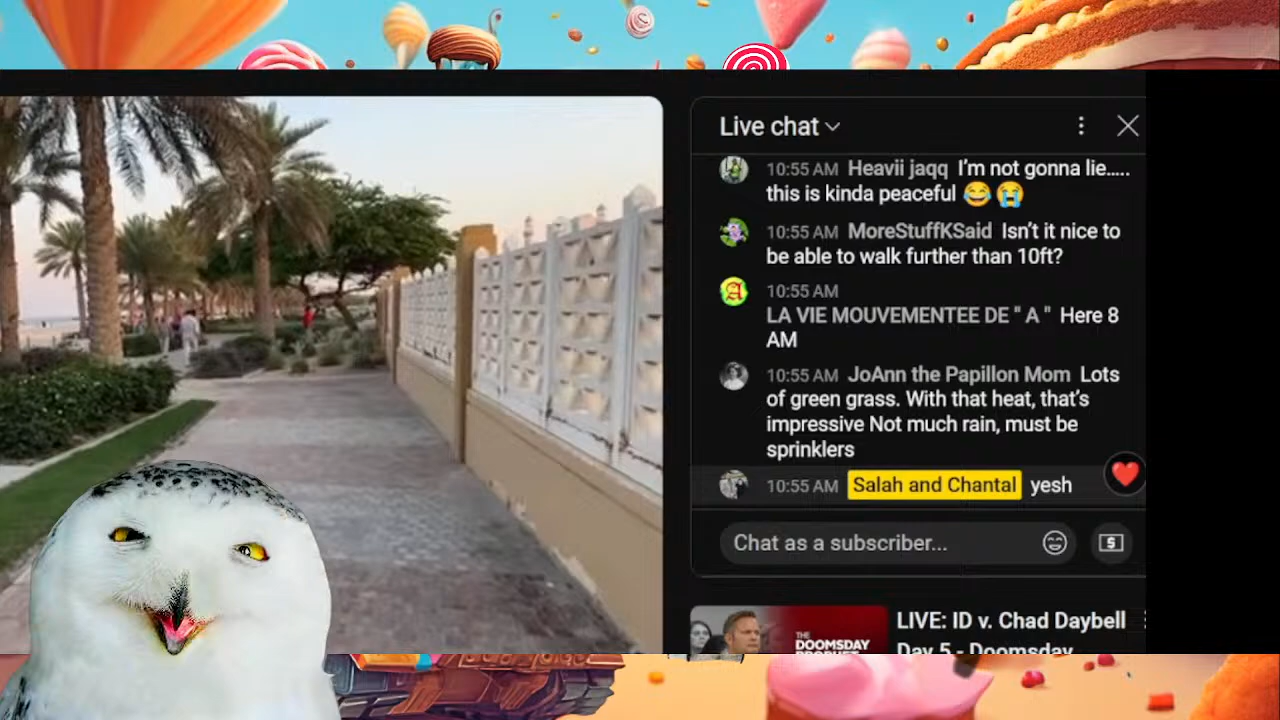 Live chat
10:55 AM Heavii jaqq I'm not gonna lie.....
this is kinda peaceful 😂😭
10:55 AM MoreStuffKSaid Isn't it nice to
be able to walk further than 10ft?
10:55 AM
LA VIE MOUVEMENTEE DE " A " Here 8
AM
10:55 AM JoAnn the Papillon Mom Lots
of green grass. With that heat, that's
impressive Not much rain, must be
sprinklers
10:55 AM Salah and Chantal yesh
Chat as a subscriber...
LIVE: ID v. Chad Daybell
Day 5 - Doomsday
THE
DOOMSDAY